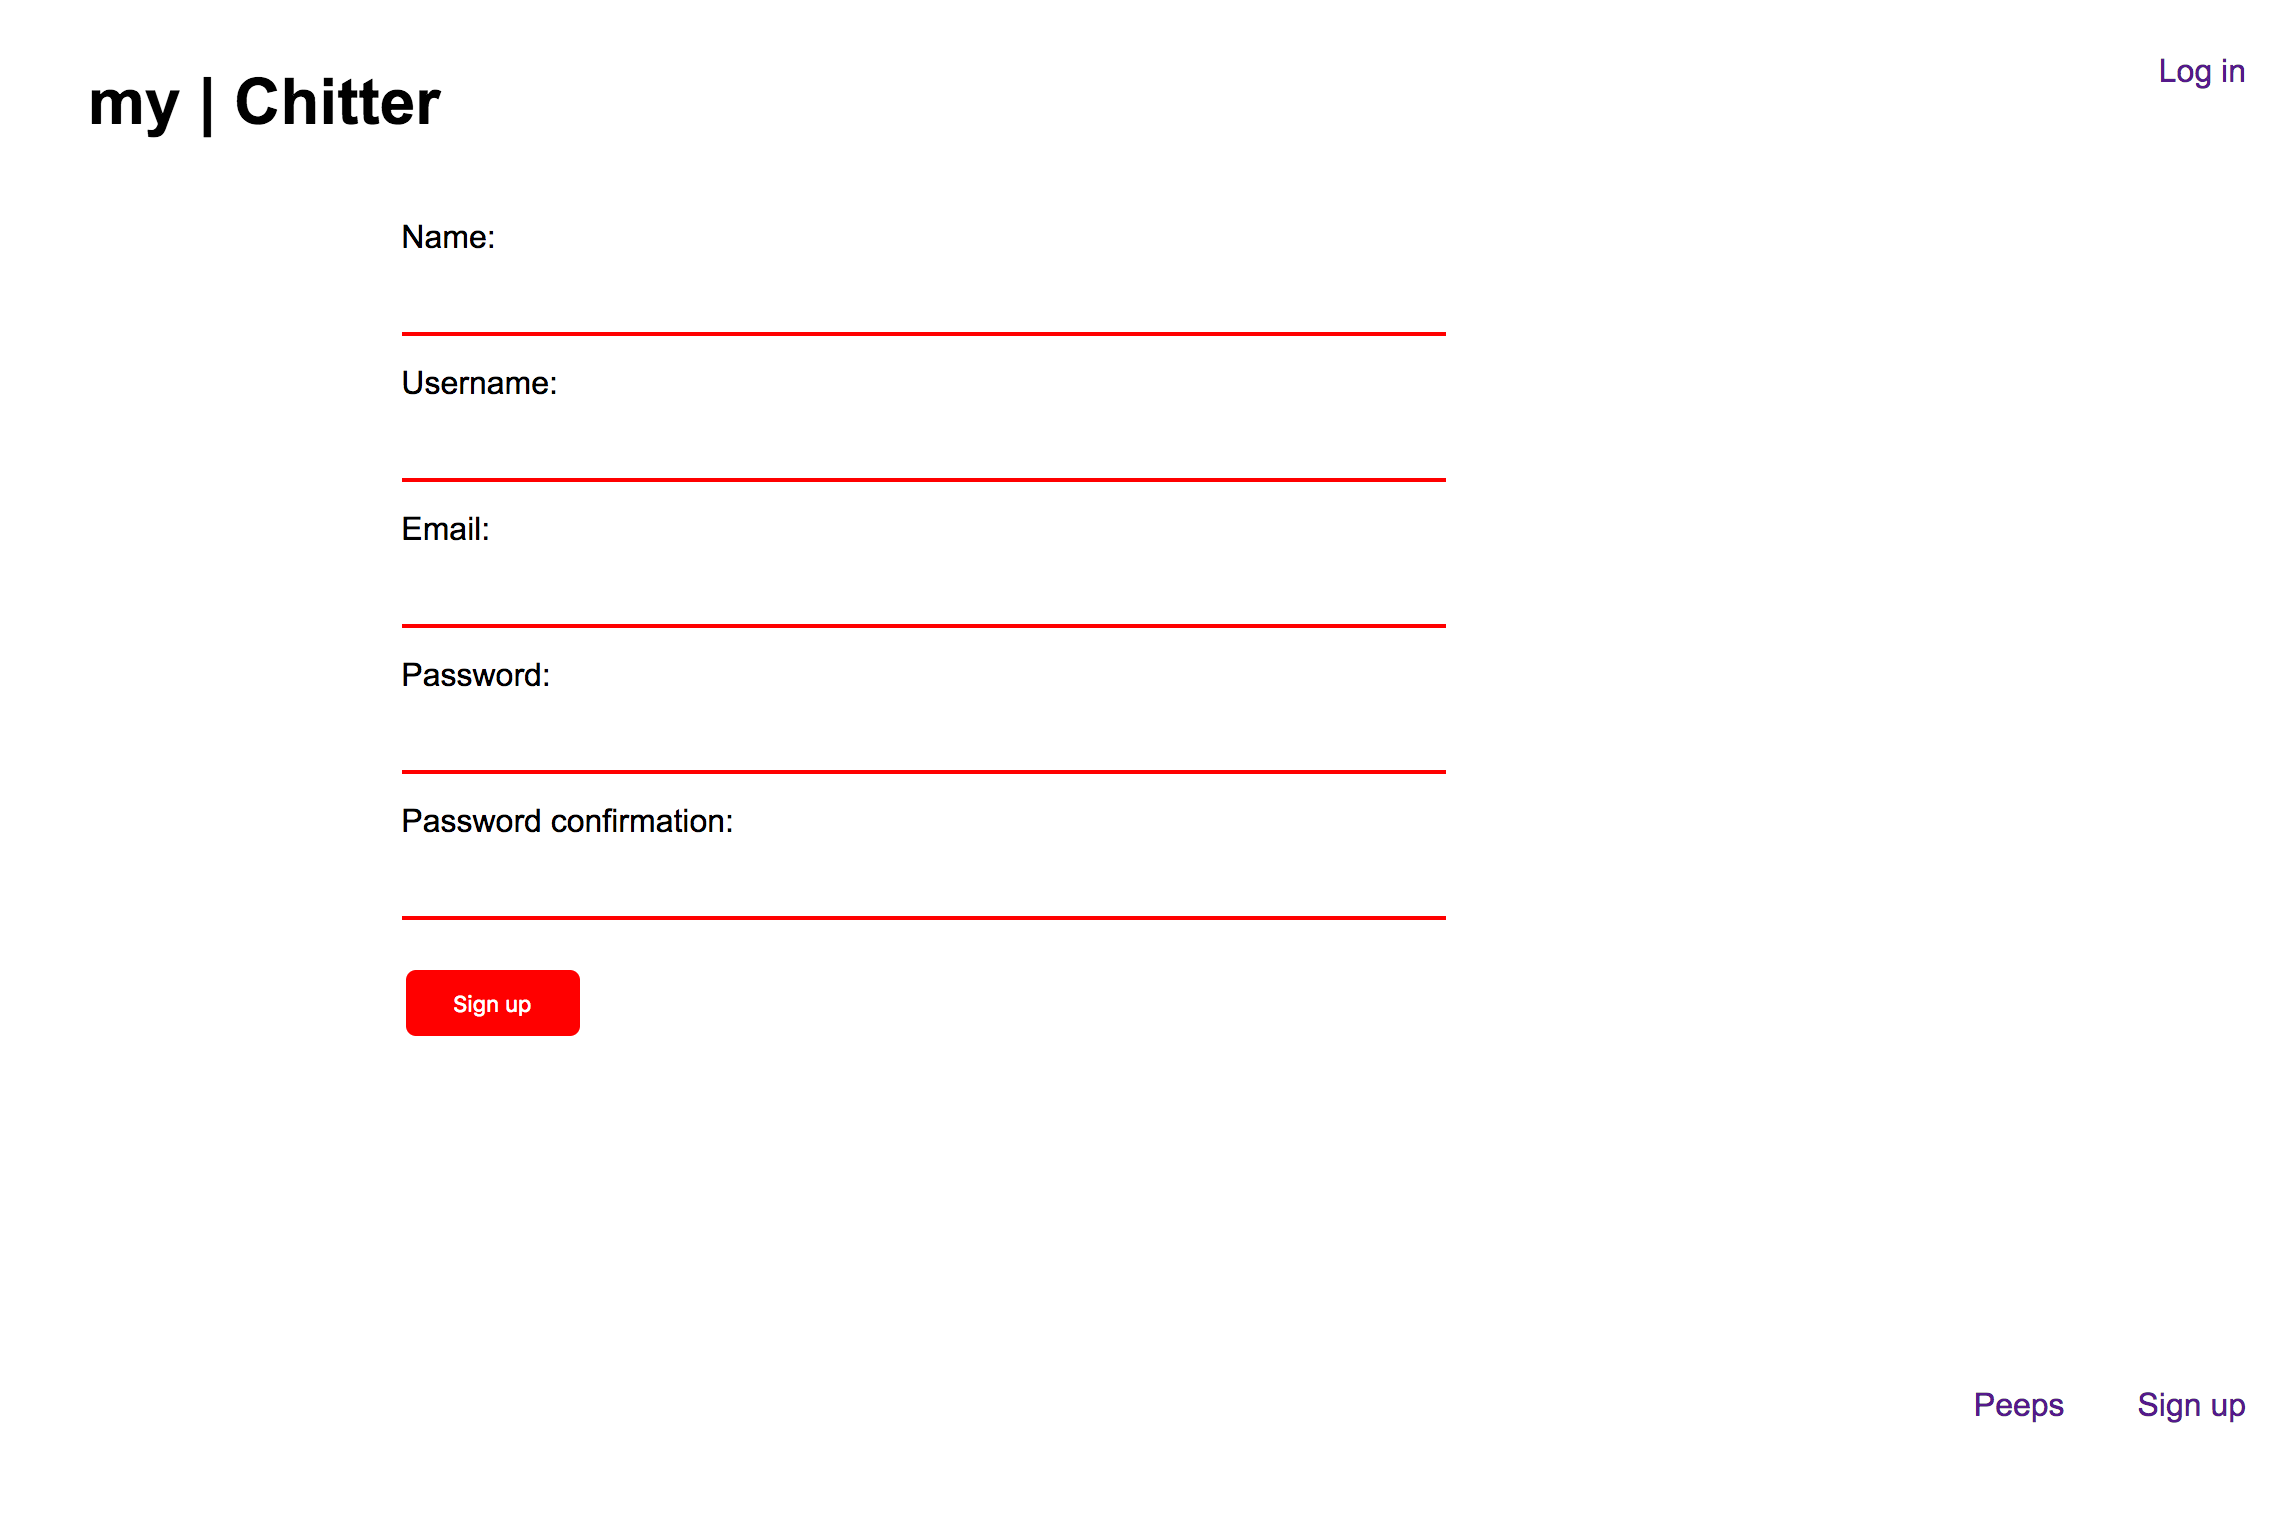 my | Chitter
Log in
Name:
Username:
Email:
Password:
Password confirmation:
Sign up
Peeps
Sign up